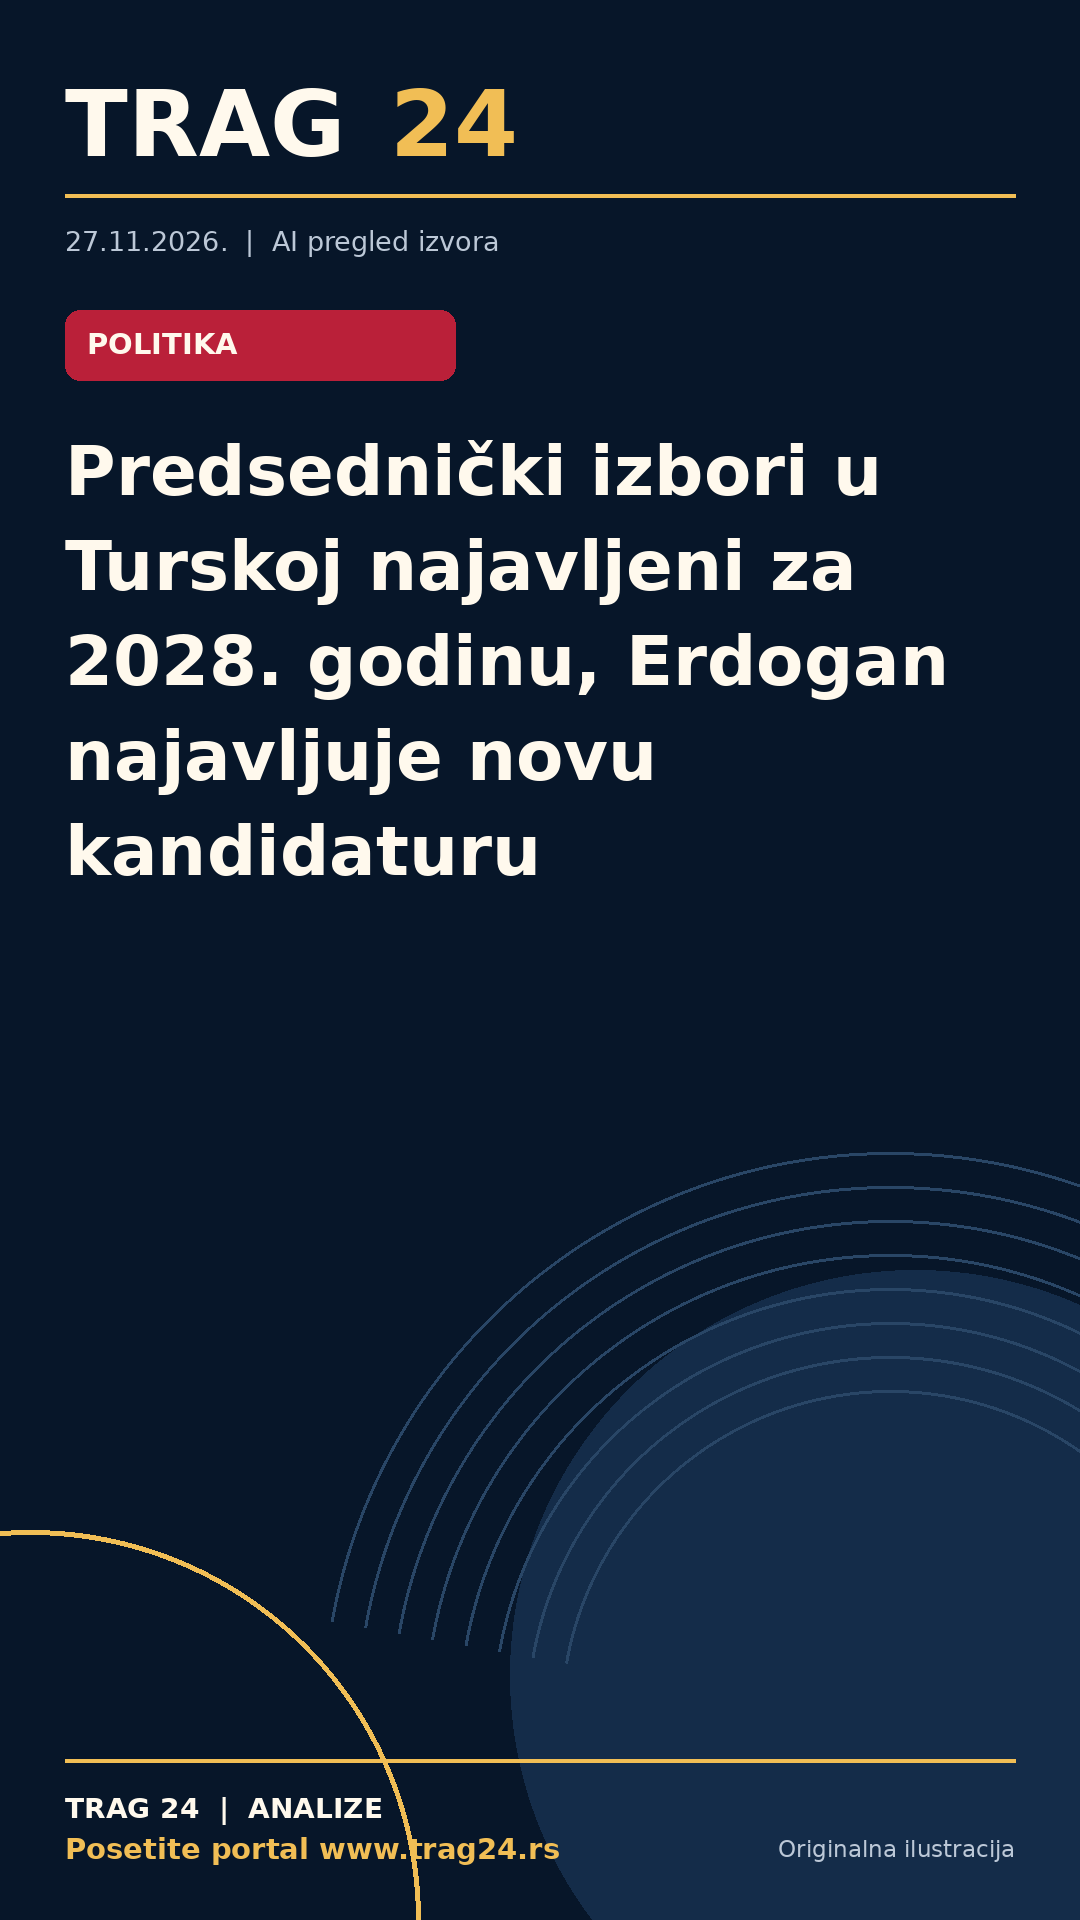 TRAG 24
27.11.2026. | AI pregled izvora
POLITIKA
Predsednički izbori u
Turskoj najavljeni za
2028. godinu, Erdogan
najavljuje novu
kandidaturu
TRAG 24 | ANALIZE
Posetite portal www.trag24.rs
Originalna ilustracija